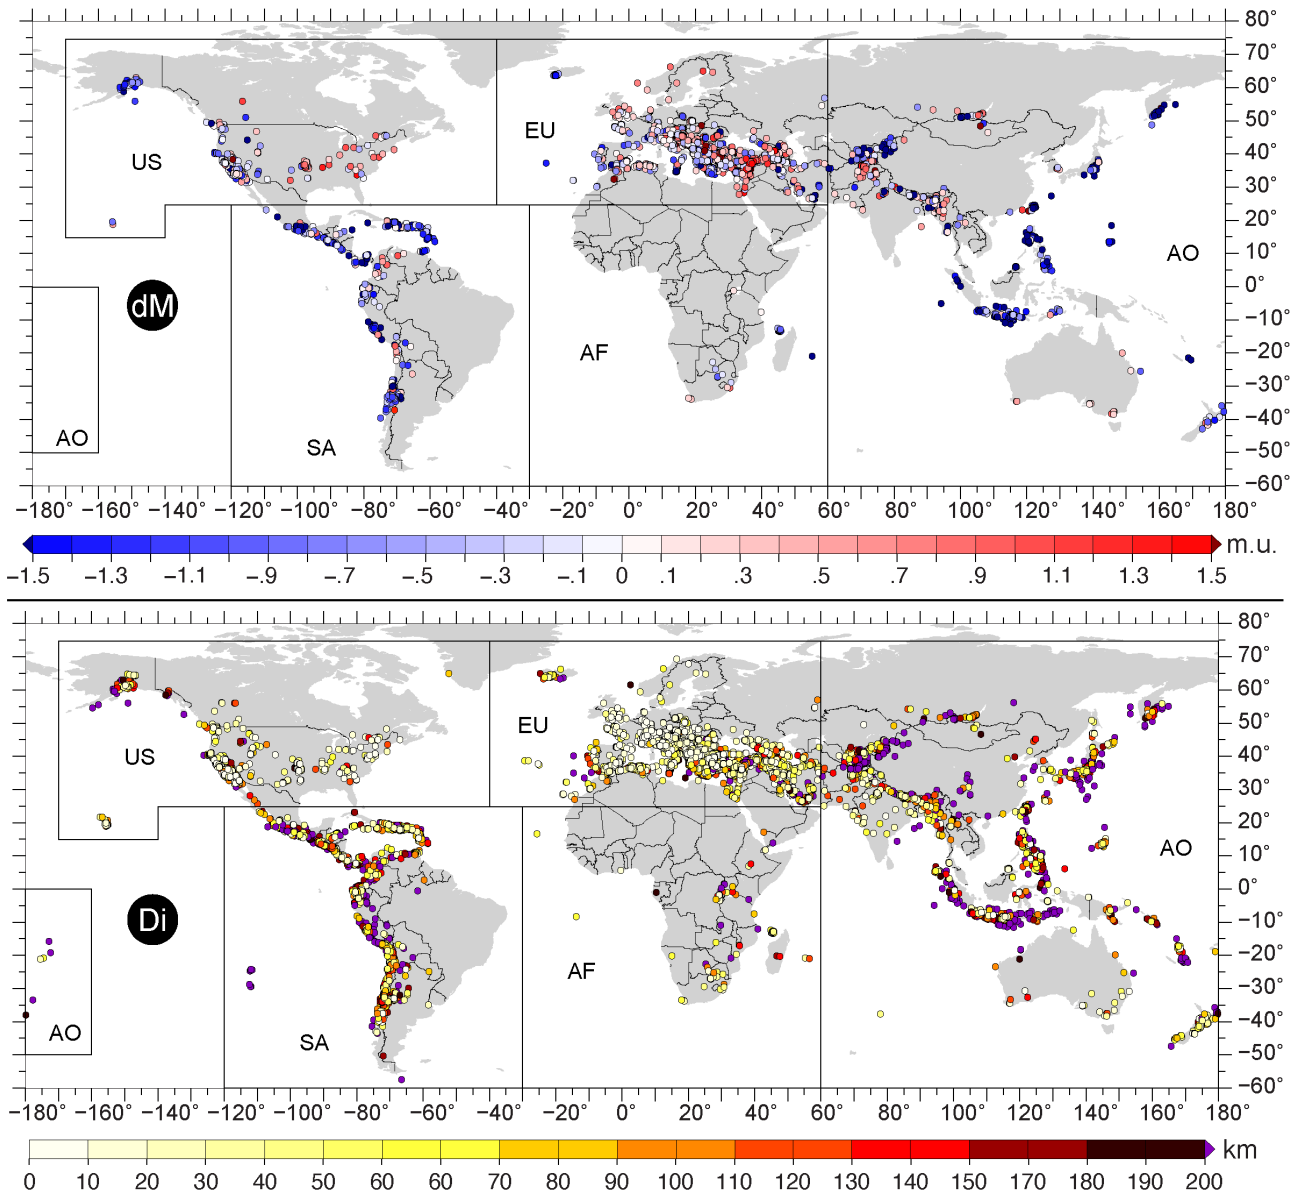 80°
70°
60°
EU
50°
US
40°
30°
20°
AO
10°
0°
dM
−10°
AF
−20°
−30°
AO
SA
−40°
−50°
−60°
−180° −160° −140° −120° −100° −80° −60° −20° 0° 20° 40° 60° 80° 100° 120° 140° 160° 180°
m.u.
−1.5 −1.3 −1.1 −.9 −.7 −.5 −.3 −.1 0 .1 .3 .5 .7 .9 1.1 1.3 1.5
80°
70°
60°
EU
50°
US
40°
30°
20°
AO
10°
0°
Di
−10°
AF
−20°
−30°
AO
SA
−40°
−50°
−60°
−180° −160° −140° −120° −100° −80° −60° −20° 0° 20° 40° 60° 80° 100° 120° 140° 160° 180°
km
0 10 20 30 40 50 60 60 70 80 90 100 110 120 130 140 150 170 180 190 200